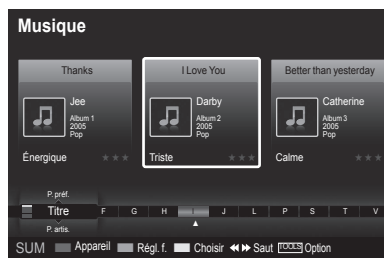 Musique
Thanks
Jee
Album 1
2005
Pop
Énergique
I Love You
Darby
Album 2
2005
Pop
Triste
Better than yesterday
Catherine
Album 3
2005
Pop
Calme
P. préf.
Titre F G H I J L P S T V
P. artis.
SUM Appareil Régl. f. Choisir Saut TOOLS Option